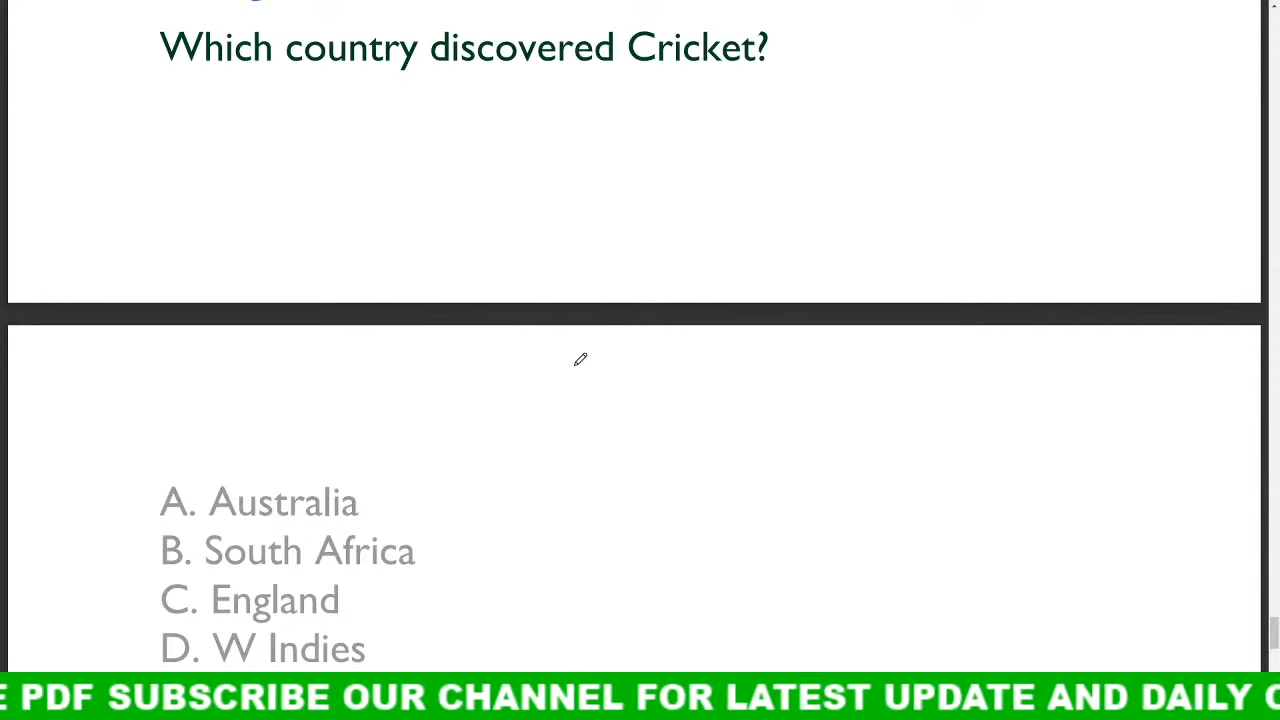 Which country discovered Cricket?
A. Australia
B. South Africa
C. England
D. W Indies
PDF SUBSCRIBE OUR CHANNEL FOR LATEST UPDATE AND DAILY